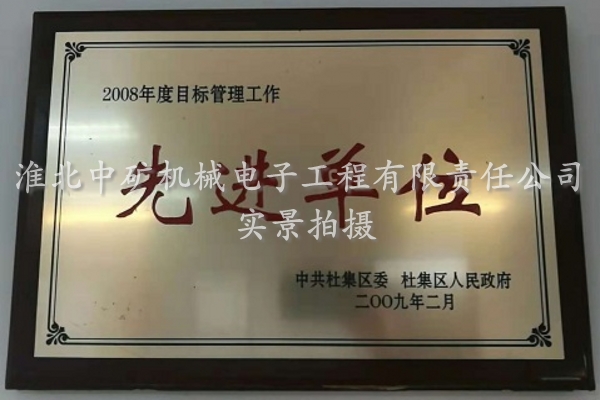 2008年度目标管理工作
先进单位
淮北中矿机械电子工程有限责任公司
实景拍摄
中共杜集区委 杜集区人民政府
二〇〇九年二月